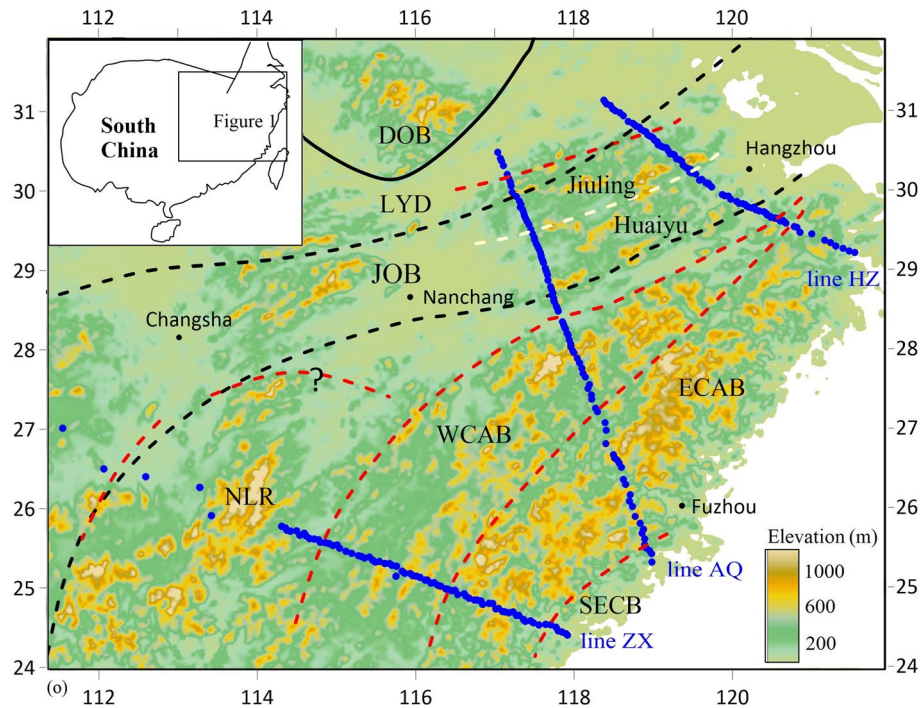 112 114 116 118 120
South
China
Figure 1
DOB
31 31
Hangzhou
30 30
Jiuling
LYD
Huaiyu
29 29
JOB
Nanchang
line HZ
Changsha
28 28
?
ECAB
27 27
WCAB
NLR
26 26
Fuzhou
Elevation (m)
1000
line AQ
25 25
600
SECB
200
line ZX
24 24
(o)
112 114 116 118 120